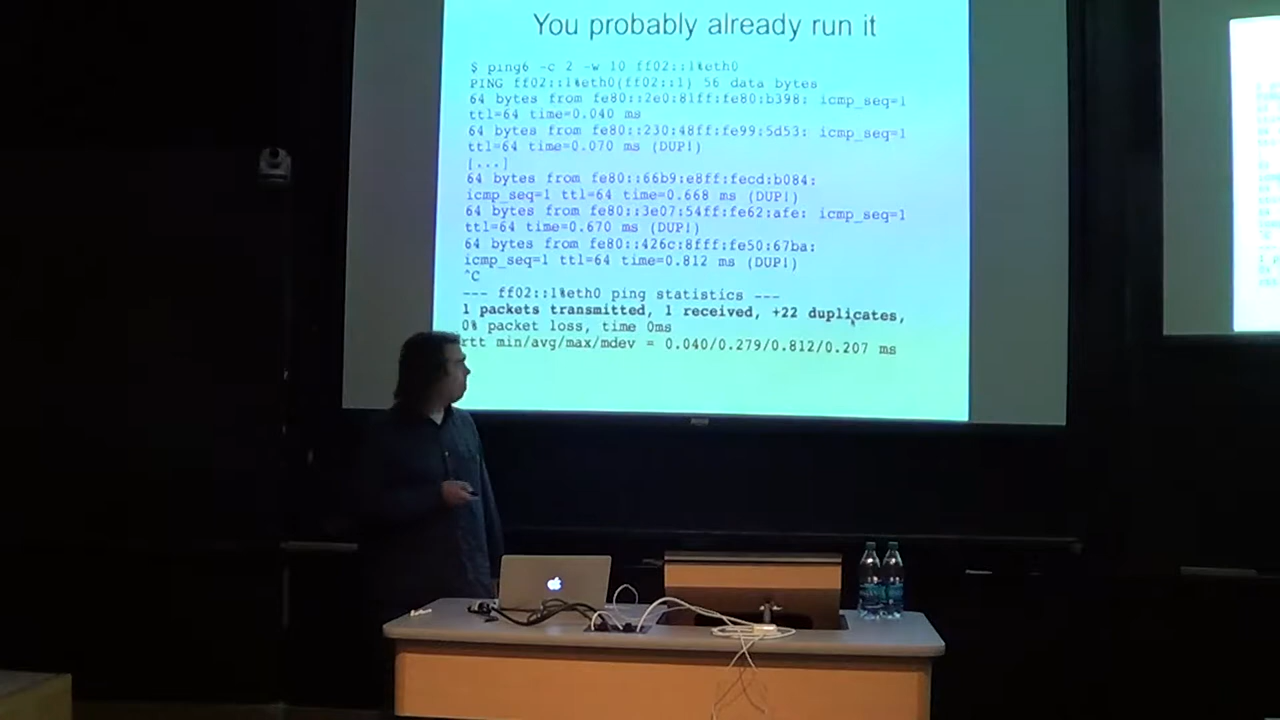 You probably already run it
$ ping6 -c 2 -w 10 ff02::1%eth0
PING ff02::1%eth0(ff02::1) 56 data bytes
64 bytes from fe80::2e0:81ff:fe80:b398: icmp_seq=1
ttl=64 time=0.040 ms
64 bytes from fe80::230:48ff:fe99:5d53: icmp_seq=1
ttl=64 time=0.070 ms (DUP!)
[...]
64 bytes from fe80::66b9:e8ff:fecd:b084:
icmp_seq=1 ttl=64 time=0.668 ms (DUP!)
64 bytes from fe80::3e07:54ff:fe62:afe: icmp_seq=1
ttl=64 time=0.670 ms (DUP!)
64 bytes from fe80::426c:8fff:fe50:67ba:
icmp_seq=1 ttl=64 time=0.812 ms (DUP!)
^C
--- ff02::1%eth0 ping statistics ---
1 packets transmitted, 1 received, +22 duplicates,
0% packet loss, time 0ms
rtt min/avg/max/mdev = 0.040/0.279/0.812/0.207 ms